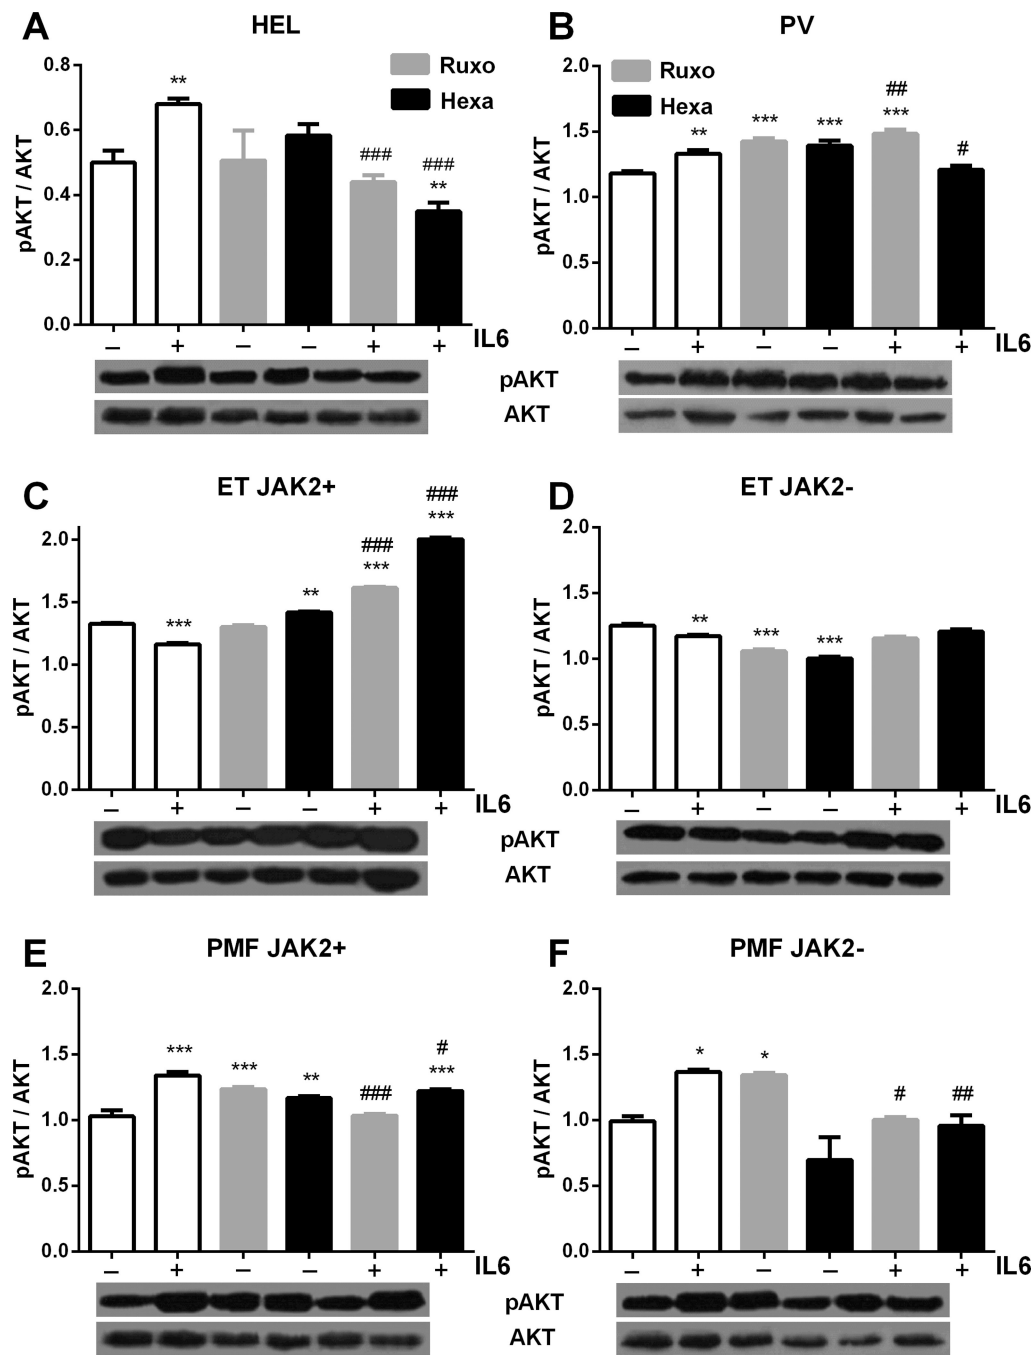 A HEL
Ruxo
Hexa
pAKT / AKT
0.8
0.6
0.4
0.2
0.0
**
###
###
**
– + – – + + IL6
pAKT
AKT
B PV
Ruxo
Hexa
pAKT / AKT
2.0
1.5
1.0
0.5
0.0
**
***
***
##
***
#
– + – – + + IL6
C ET JAK2+
pAKT / AKT
2.0
1.5
1.0
0.5
0.0
***
**
###
***
###
***
– + – – + + IL6
pAKT
AKT
D ET JAK2-
pAKT / AKT
2.0
1.5
1.0
0.5
0.0
**
***
***
– + – – + + IL6
E PMF JAK2+
pAKT / AKT
2.0
1.5
1.0
0.5
0.0
***
***
**
###
#
***
– + – – + + IL6
pAKT
AKT
F PMF JAK2-
pAKT / AKT
2.0
1.5
1.0
0.5
0.0
*
*
#
##
– + – – + + IL6